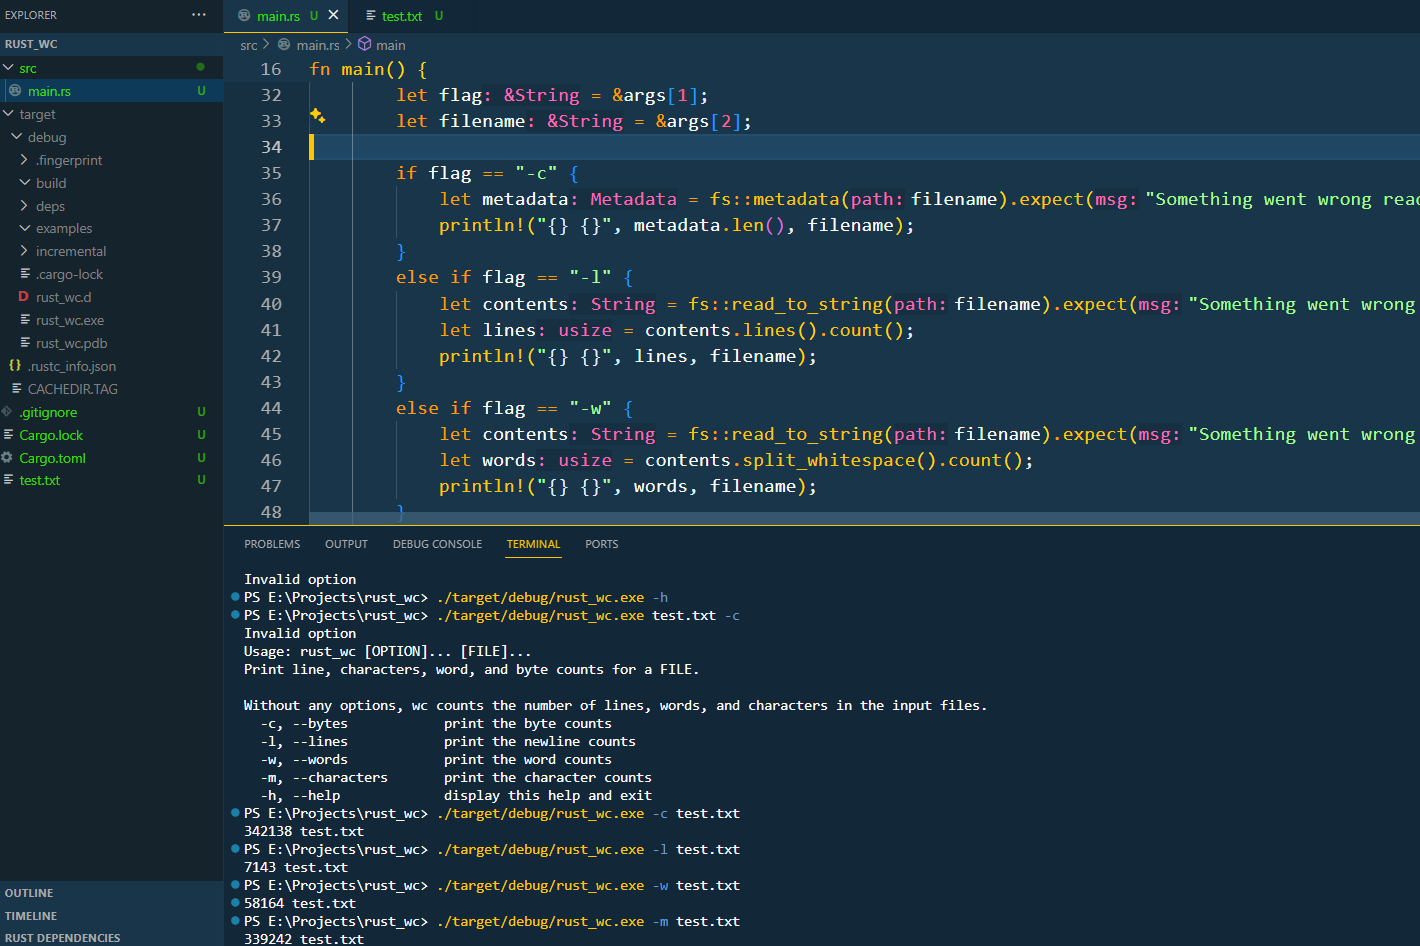 EXPLORER ...
RUST_WC
src
main.rs U
target
debug
.fingerprint
build
deps
examples
incremental
.cargo-lock
D rust_wc.d
rust_wc.exe
rust_wc.pdb
{} .rustc_info.json
CACHEDIR.TAG
.gitignore U
Cargo.lock U
Cargo.toml U
test.txt U
OUTLINE
TIMELINE
RUST DEPENDENCIES
main.rs U × test.txt U
src > main.rs > main
16 fn main() {
32 let flag: &String = &args[1];
33 let filename: &String = &args[2];
34
35 if flag == "-c" {
36 let metadata: Metadata = fs::metadata(path: filename).expect(msg: "Something went wrong read
37 println!("{} {}", metadata.len(), filename);
38 }
39 else if flag == "-l" {
40 let contents: String = fs::read_to_string(path: filename).expect(msg: "Something went wrong
41 let lines: usize = contents.lines().count();
42 println!("{} {}", lines, filename);
43 }
44 else if flag == "-w" {
45 let contents: String = fs::read_to_string(path: filename).expect(msg: "Something went wrong
46 let words: usize = contents.split_whitespace().count();
47 println!("{} {}", words, filename);
48 }
PROBLEMS OUTPUT DEBUG CONSOLE TERMINAL PORTS
Invalid option
PS E:\Projects\rust_wc> ./target/debug/rust_wc.exe -h
PS E:\Projects\rust_wc> ./target/debug/rust_wc.exe test.txt -c
Invalid option
Usage: rust_wc [OPTION]... [FILE]...
Print line, characters, word, and byte counts for a FILE.
Without any options, wc counts the number of lines, words, and characters in the input files.
-c, --bytes print the byte counts
-l, --lines print the newline counts
-w, --words print the word counts
-m, --characters print the character counts
-h, --help display this help and exit
PS E:\Projects\rust_wc> ./target/debug/rust_wc.exe -c test.txt
342138 test.txt
PS E:\Projects\rust_wc> ./target/debug/rust_wc.exe -l test.txt
7143 test.txt
PS E:\Projects\rust_wc> ./target/debug/rust_wc.exe -w test.txt
58164 test.txt
PS E:\Projects\rust_wc> ./target/debug/rust_wc.exe -m test.txt
339242 test.txt